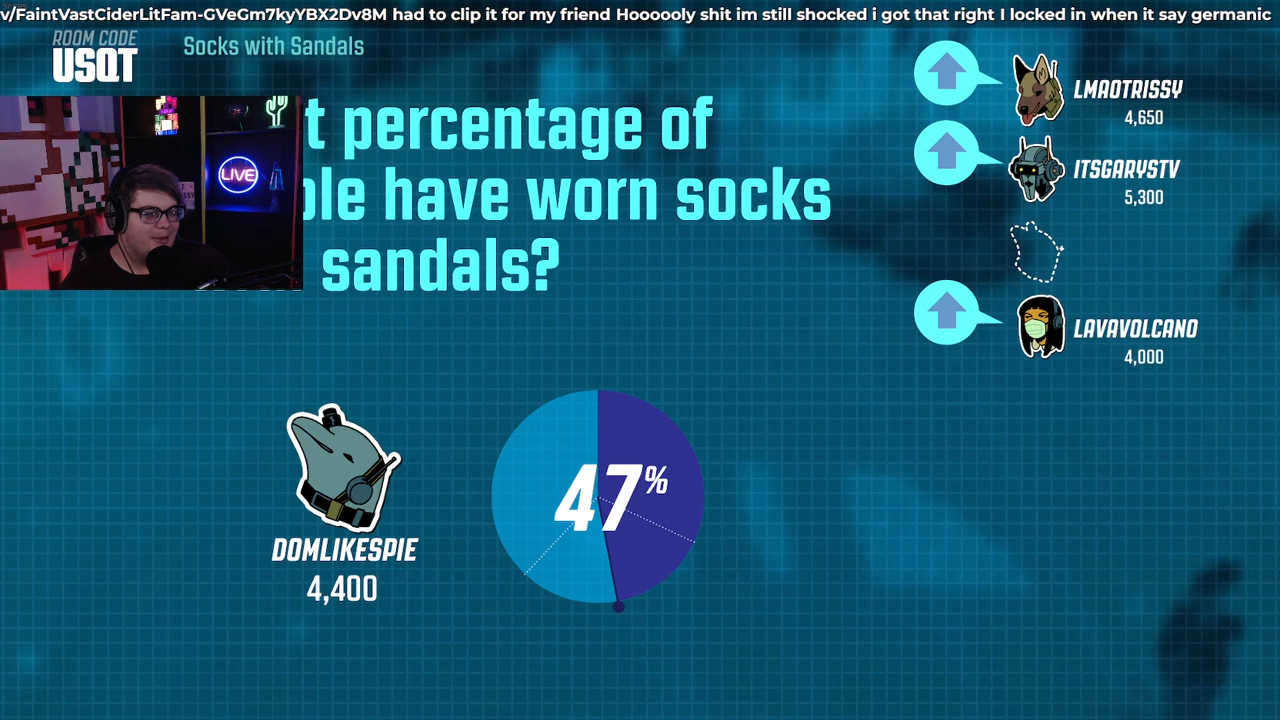 v/FaintVastCiderLitFam-GVeGm7kyYBX2Dv8M had to clip it for my friend Hoooooly shit im still shocked i got that right I locked in when it say germanic
ROOM CODE
USQT
Socks with Sandals
t percentage of
ple have worn socks
sandals?
LIVE
LMAOTRISSY
4,650
ITSGARYSTV
5,300
LAVAVOLCANO
4,000
47%
DOMLIKESPIE
4,400